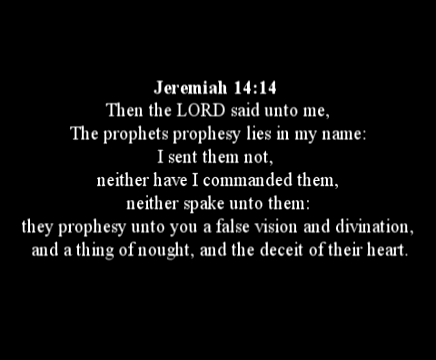 Jeremiah 14:14
Then the LORD said unto me,
The prophets prophesy lies in my name:
I sent them not,
neither have I commanded them,
neither spake unto them:
they prophesy unto you a false vision and divination,
and a thing of nought, and the deceit of their heart.